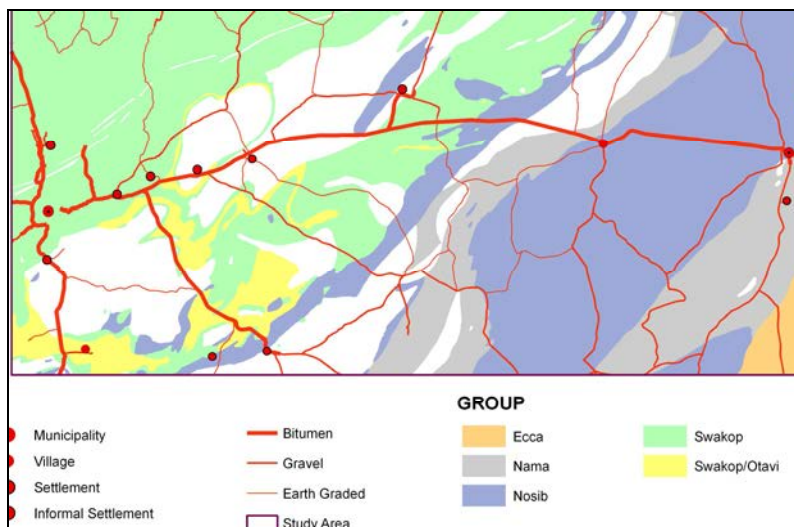 GROUP
Municipality
Village
Settlement
Informal Settlement
Bitumen
Gravel
Earth Graded
Study Area
Ecca
Nama
Nosib
Swakop
Swakop/Otavi